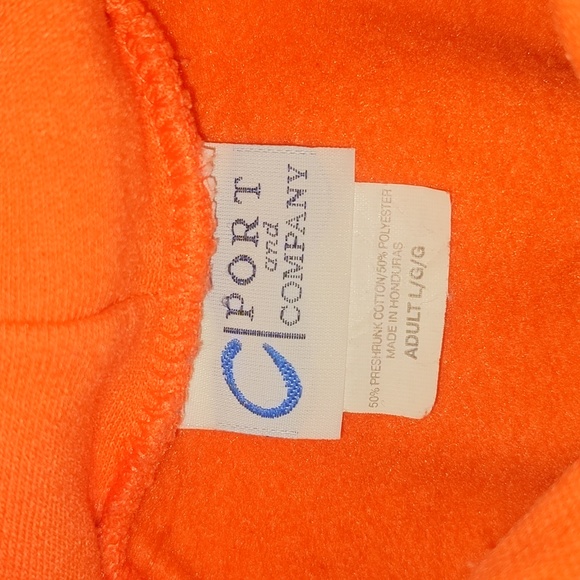 PORT
and
COMPANY
50% PRESHRUNK COTTON/50% POLYESTER
MADE IN HONDURAS
ADULT L/G/G